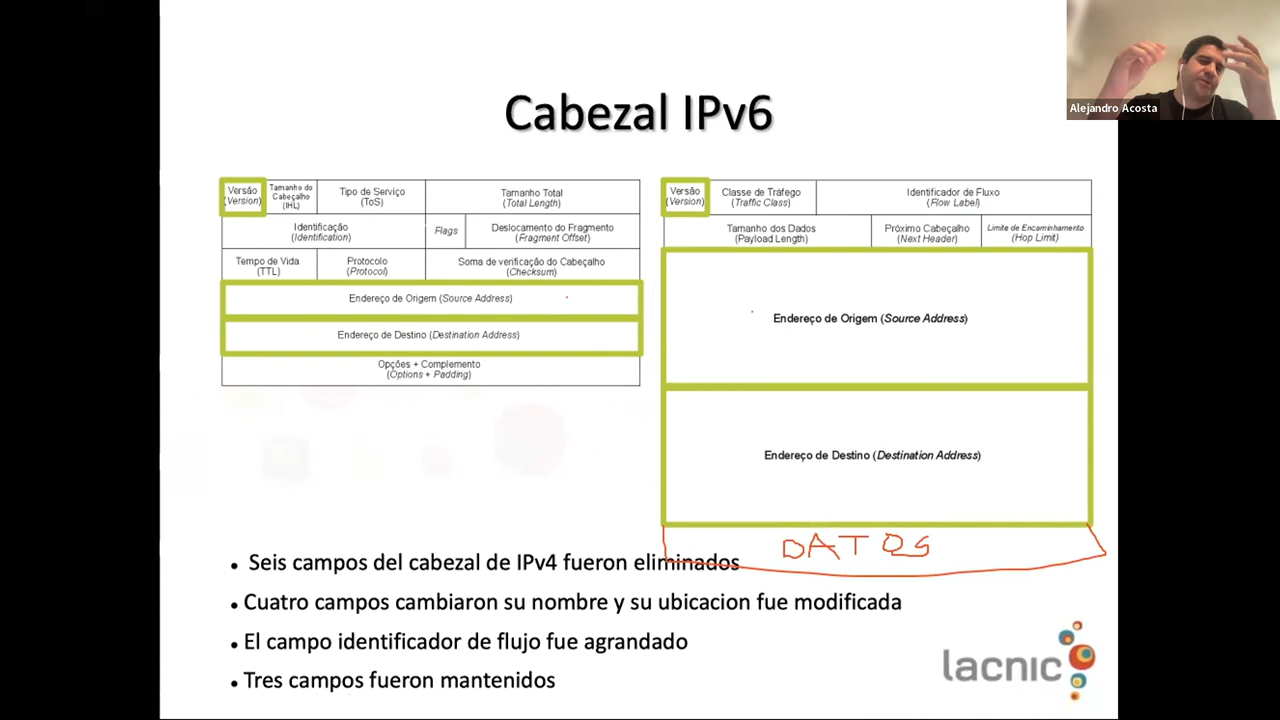 Alejandro Acosta
Cabezal IPv6
Versão
(Version)
Tamanho do
Cabeçalho
(IHL)
Tipo de Serviço
(ToS)
Tamanho Total
(Total Length)
Identificação
(Identification)
Flags
Deslocamento do Fragmento
(Fragment Offset)
Tempo de Vida
(TTL)
Protocolo
(Protocol)
Soma de verificação do Cabeçalho
(Checksum)
Endereço de Origem (Source Address)
Endereço de Destino (Destination Address)
Opções + Complemento
(Options + Padding)
Versão
(Version)
Classe de Tráfego
(Traffic Class)
Identificador de Fluxo
(Flow Label)
Tamanho dos Dados
(Payload Length)
Próximo Cabeçalho
(Next Header)
Limite de Encaminhamento
(Hop Limit)
Endereço de Origem (Source Address)
Endereço de Destino (Destination Address)
DATOS
• Seis campos del cabezal de IPv4 fueron eliminados
• Cuatro campos cambiaron su nombre y su ubicacion fue modificada
• El campo identificador de flujo fue agrandado
• Tres campos fueron mantenidos
lacnic